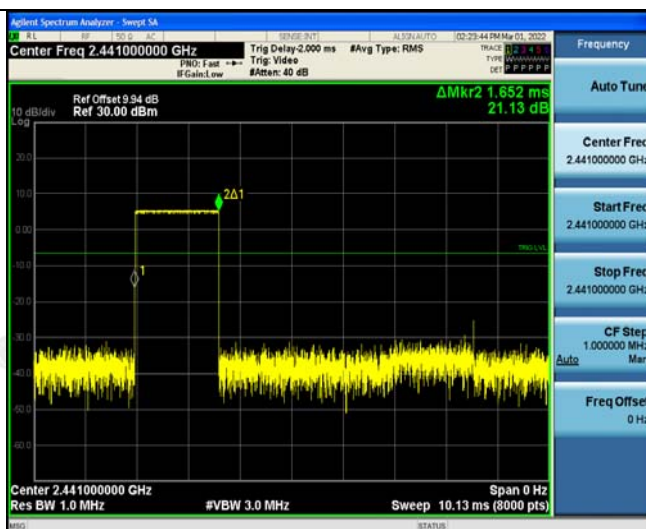 Agilent Spectrum Analyzer - Swept SA
RL RF 50 Ω AC SENSE:INT ALIGN AUTO 02:23:44 PM Mar 01, 2022
Center Freq 2.441000000 GHz
PNO: Fast
IFGain:Low
Trig Delay-2.000 ms
Trig: Video
#Atten: 40 dB
#Avg Type: RMS
TRACE 1 2 3 4 5
TYPE
DET P P P P P P
Ref Offset 9.94 dB
Ref 30.00 dBm
10 dB/div
Log
ΔMkr2 1.652 ms
21.13 dB
20.0
10.0
0.00
-10.0
-20.0
-30.0
-40.0
-50.0
-60.0
2Δ1
1
TRIG LVL
Center 2.441000000 GHz
Span 0 Hz
Res BW 1.0 MHz
#VBW 3.0 MHz
Sweep 10.13 ms (8000 pts)
MSG
STATUS
Frequency
Auto Tune
Center Freq
2.441000000 GHz
Start Freq
2.441000000 GHz
Stop Freq
2.441000000 GHz
CF Step
1.000000 MHz
Auto Man
Freq Offset
0 Hz